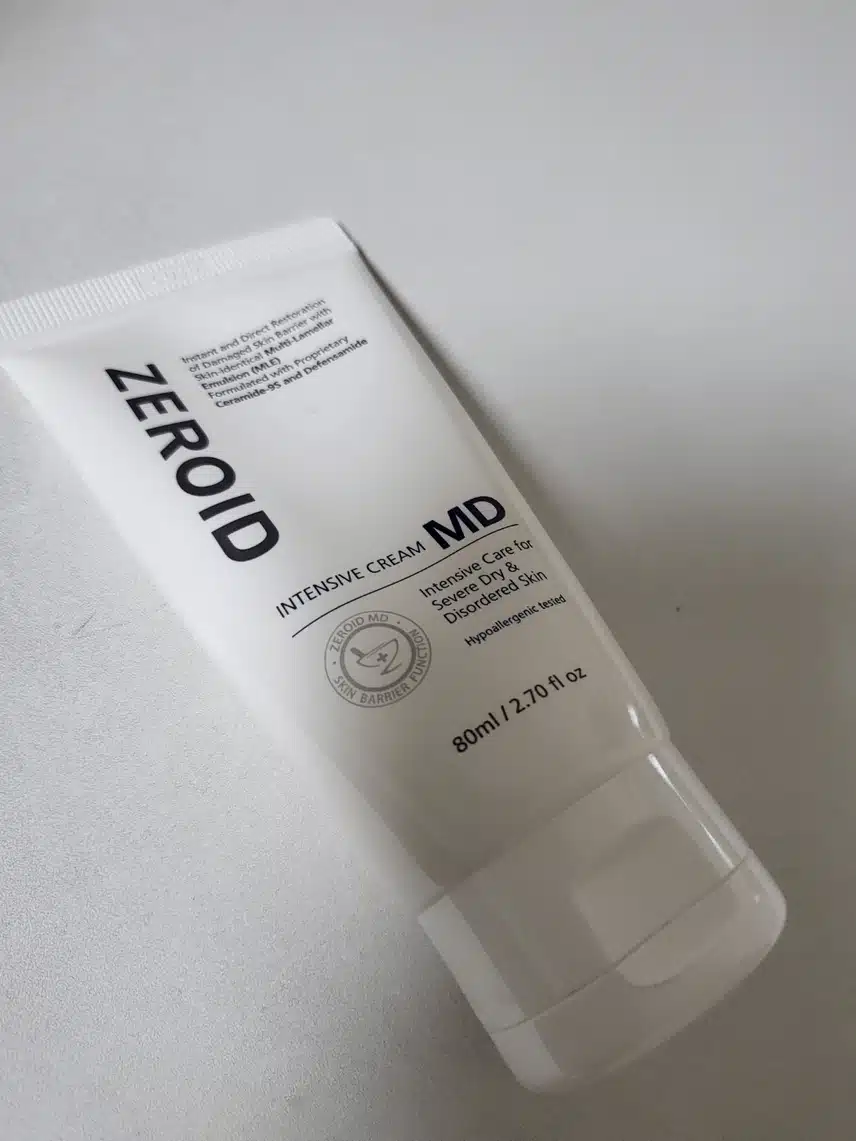 ZEROID
Instant and Direct Restoration
of Damaged Skin Barrier with
Skin-Identical Multi-Lamellar
Emulsion (MLE)
Formulated with Proprietary
Ceramide-9S and Defensamide
INTENSIVE CREAM MD
Intensive Care for
Severe Dry &
Disordered Skin
Hypoallergenic tested
· ZEROID MD ·
SKIN BARRIER FUNCTION
80ml / 2.70 fl oz